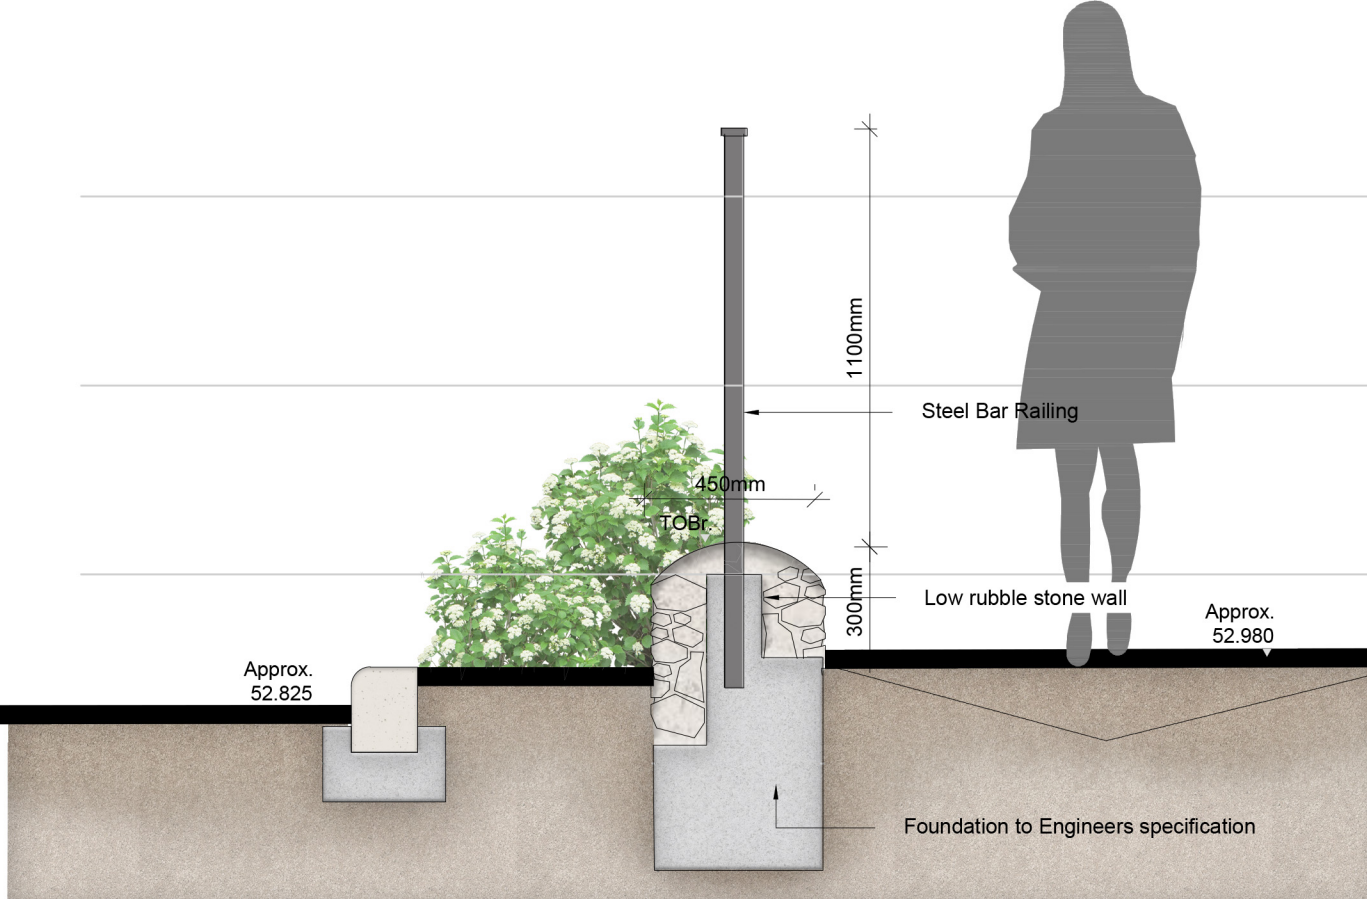 1100mm
Steel Bar Railing
450mm
TOBr.
300mm
Low rubble stone wall
Approx.
52.980
Approx.
52.825
Foundation to Engineers specification